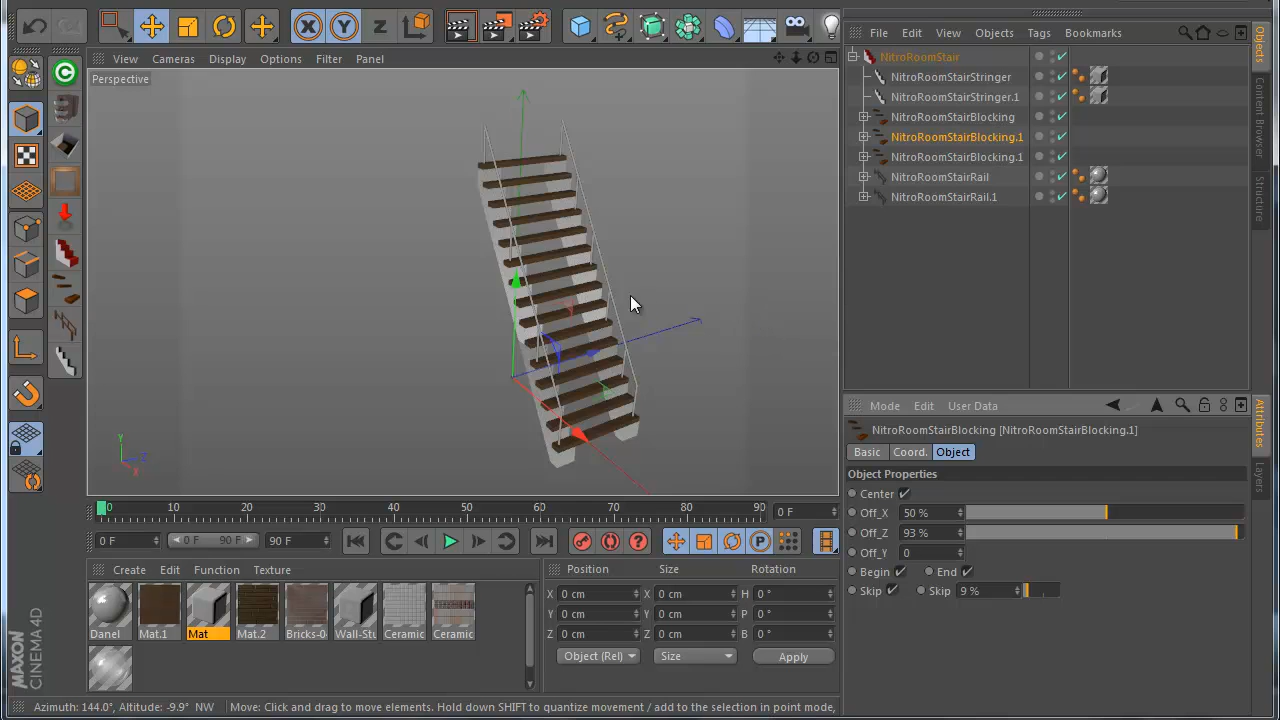 X Y Z
File Edit View Objects Tags Bookmarks
View Cameras Display Options Filter Panel
Perspective
NitroRoomStair
NitroRoomStairStringer
NitroRoomStairStringer.1
NitroRoomStairBlocking
NitroRoomStairBlocking.1
NitroRoomStairBlocking.1
NitroRoomStairRail
NitroRoomStairRail.1
Objects
Content Browser
Structure
Mode Edit User Data
NitroRoomStairBlocking [NitroRoomStairBlocking.1]
Basic Coord. Object
Object Properties
Center
Off_X 50 %
Off_Z 93 %
Off_Y 0
Begin End
Skip Skip 9 %
Attributes
Layers
Y
Z
X
0 10 20 30 40 50 60 70 80 90 0 F
0 F 0 F 90 F 90 F
P
Create Edit Function Texture
Danel Mat.1 Mat Mat.2 Bricks-0 Wall-Stu Ceramic Ceramic
Position Size Rotation
X 0 cm X 0 cm H 0 °
Y 0 cm Y 0 cm P 0 °
Z 0 cm Z 0 cm B 0 °
Object (Rel) Size Apply
MAXON
CINEMA 4D
Azimuth: 144.0°, Altitude: -9.9° NW Move: Click and drag to move elements. Hold down SHIFT to quantize movement / add to the selection in point mode,